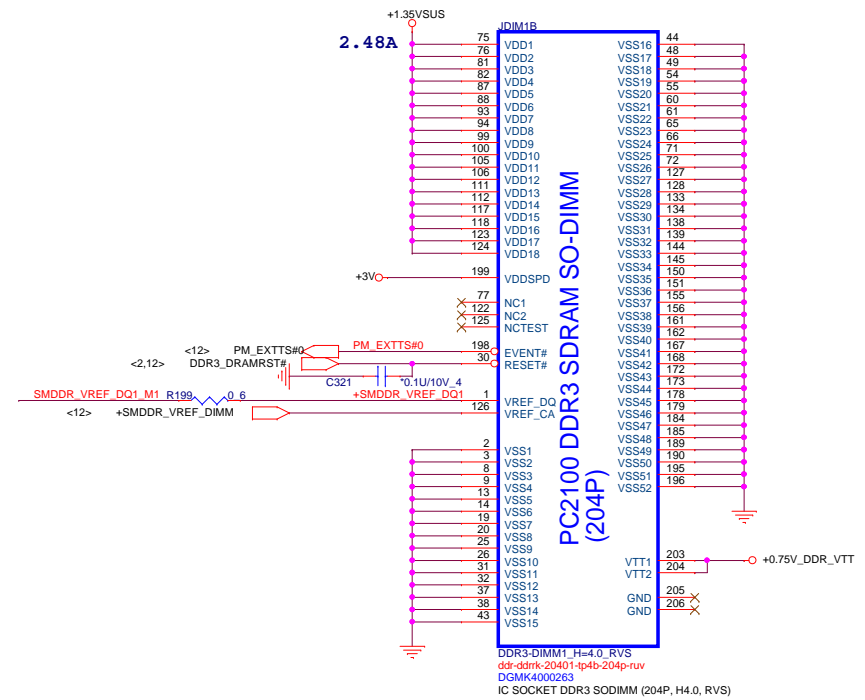 +1.35VSUS
2.48A
JDIM1B
75 VDD1 VSS16 44
76 VDD2 VSS17 48
81 VDD3 VSS18 49
82 VDD4 VSS19 54
87 VDD5 VSS20 55
88 VDD6 VSS21 60
93 VDD7 VSS22 61
94 VDD8 VSS23 65
99 VDD9 VSS24 66
100 VDD10 VSS25 71
105 VDD11 VSS26 72
106 VDD12 VSS27 127
111 VDD13 VSS28 128
112 VDD14 VSS29 133
117 VDD15 VSS30 134
118 VDD16 VSS31 138
123 VDD17 VSS32 139
124 VDD18 VSS33 144
VSS34 145
+3V 199 VDDSPD VSS35 150
VSS36 151
77 NC1 VSS37 155
122 NC2 VSS38 156
125 NCTEST VSS39 161
VSS40 162
<12> PM_EXTTS#0 PM_EXTTS#0 198 EVENT# VSS41 167
<2,12> DDR3_DRAMRST# 30 RESET# VSS42 168
VSS43 172
C321 *0.1U/10V_4 VSS44 173
SMDDR_VREF_DQ1_M1 R199 0_6 +SMDDR_VREF_DQ1 1 VREF_DQ VSS45 178
<12> +SMDDR_VREF_DIMM 126 VREF_CA VSS46 179
VSS47 184
VSS48 185
2 VSS1 VSS49 189
3 VSS2 VSS50 190
8 VSS3 VSS51 195
9 VSS4 VSS52 196
13 VSS5
14 VSS6
19 VSS7
20 VSS8
25 VSS9
26 VSS10 VTT1 203 +0.75V_DDR_VTT
31 VSS11 VTT2 204
32 VSS12
37 VSS13 GND 205
38 VSS14 GND 206
43 VSS15
PC2100 DDR3 SDRAM SO-DIMM
(204P)
DDR3-DIMM1_H=4.0_RVS
ddr-ddrrk-20401-tp4b-204p-ruv
DGMK4000263
IC SOCKET DDR3 SODIMM (204P, H4.0, RVS)